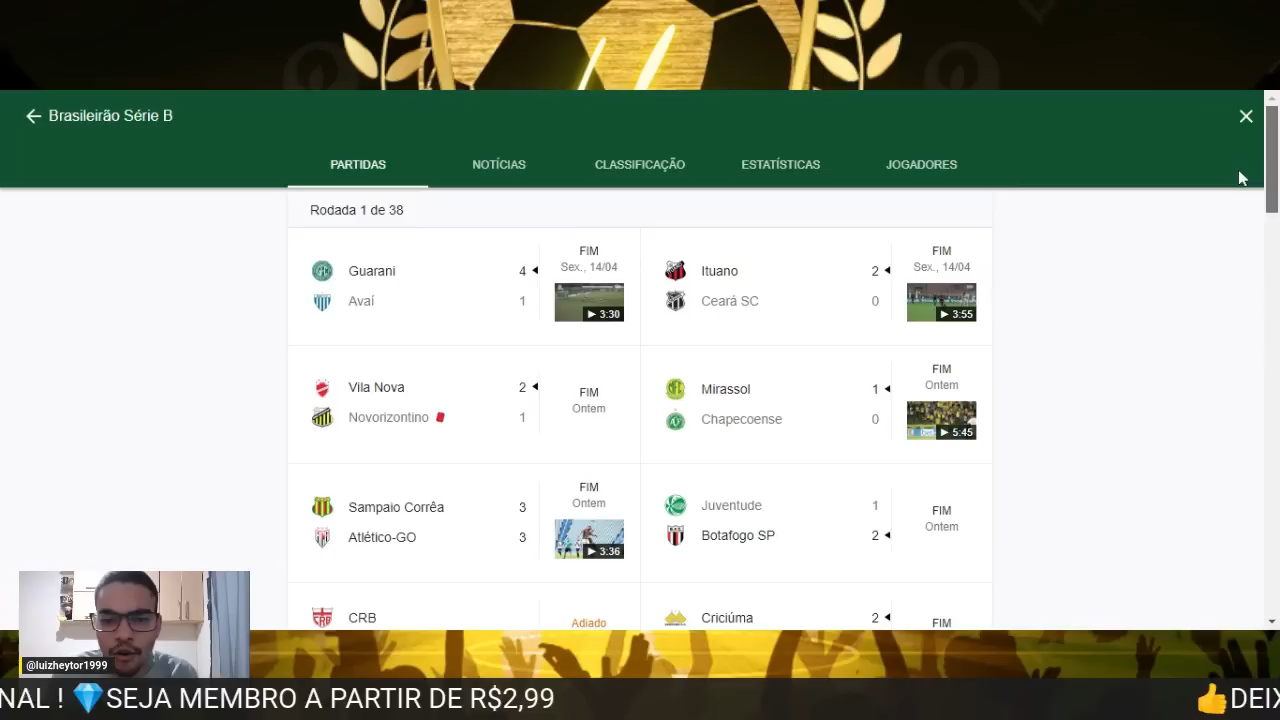 Brasileirão Série B
PARTIDAS
NOTÍCIAS
CLASSIFICAÇÃO
ESTATÍSTICAS
JOGADORES
Rodada 1 de 38
Guarani 4
Avaí 1
FIM
Sex., 14/04
3:30
Ituano 2
Ceará SC 0
FIM
Sex., 14/04
3:55
Vila Nova 2
Novorizontino 1
FIM
Ontem
Mirassol 1
Chapecoense 0
FIM
Ontem
5:45
Sampaio Corrêa 3
Atlético-GO 3
FIM
Ontem
3:36
Juventude 1
Botafogo SP 2
FIM
Ontem
CRB
Adiado
Criciúma 2
FIM
@luizheytor1999
NAL ! 💎SEJA MEMBRO A PARTIR DE R$2,99 👍DEIX